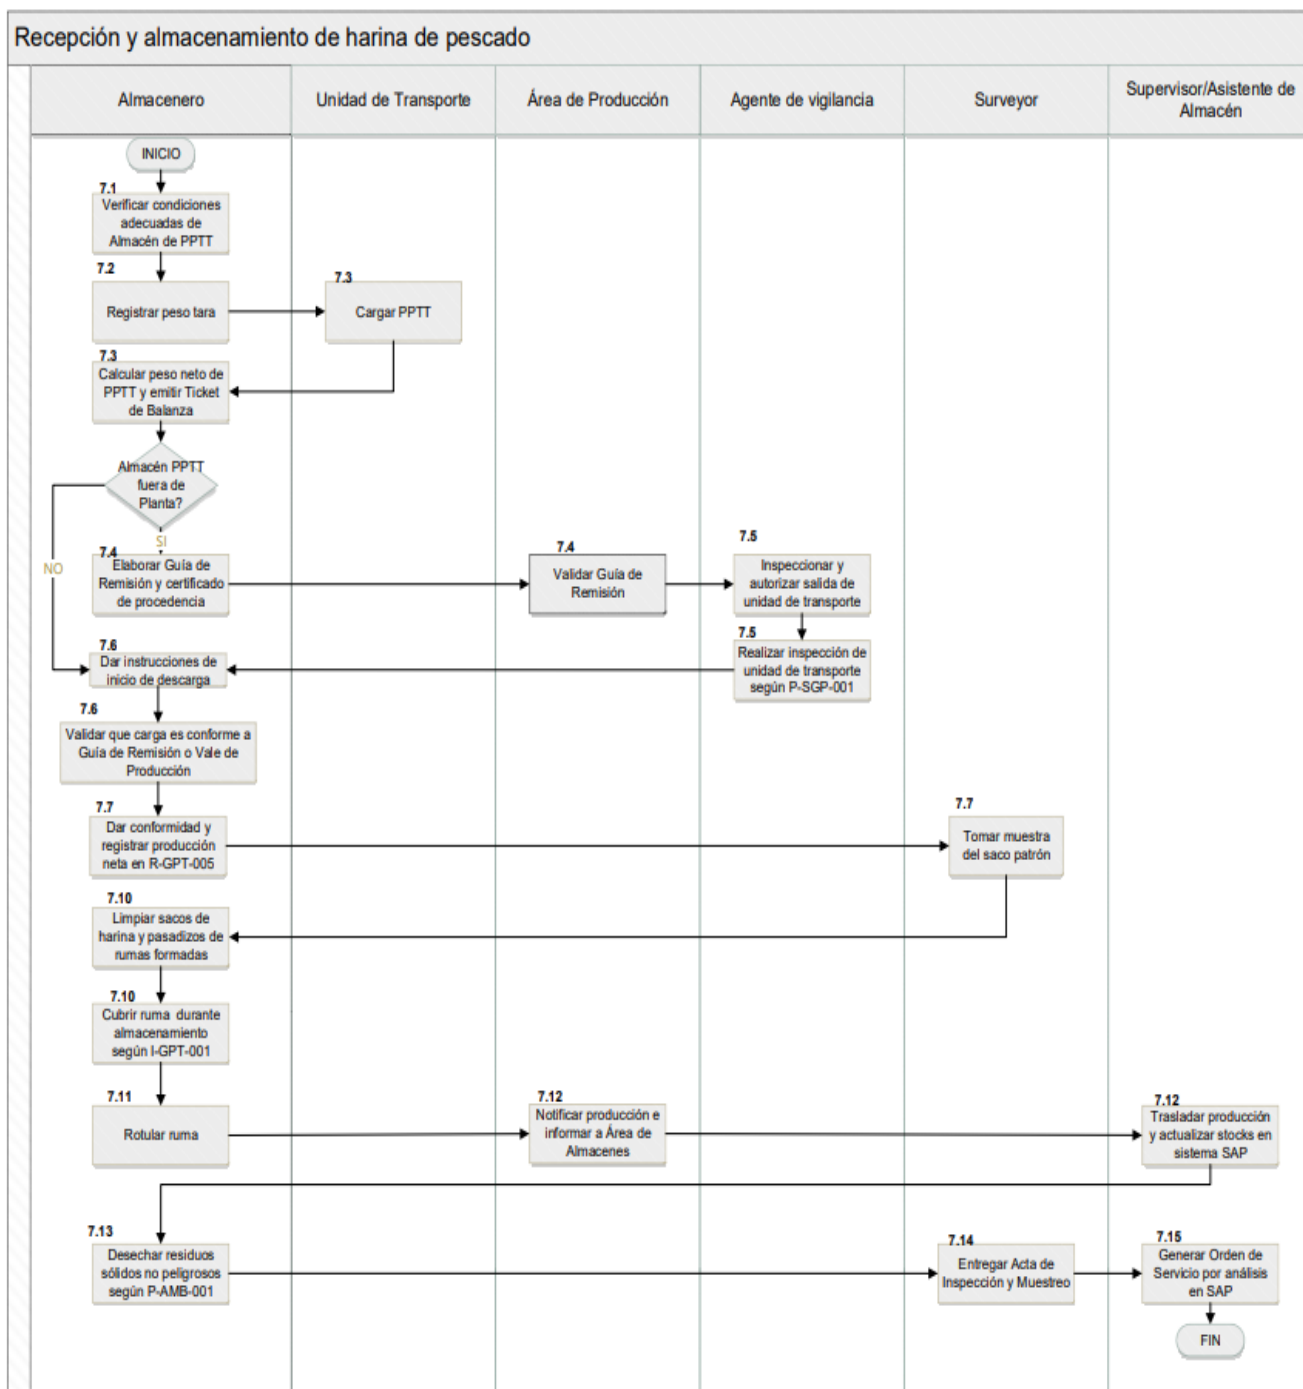 Recepción y almacenamiento de harina de pescado
Almacenero
Unidad de Transporte
Área de Producción
Agente de vigilancia
Surveyor
Supervisor/Asistente de
Almacén
INICIO
7.1
Verificar condiciones
adecuadas de
Almacén de PPTT
7.2
Registrar peso tara
7.3
Cargar PPTT
7.3
Calcular peso neto de
PPTT y emitir Ticket
de Balanza
Almacén PPTT
fuera de
Planta?
SI
NO
7.4
Elaborar Guía de
Remisión y certificado
de procedencia
7.4
Validar Guía de
Remisión
7.5
Inspeccionar y
autorizar salida de
unidad de transporte
7.5
Realizar inspección de
unidad de transporte
según P-SGP-001
7.6
Dar instrucciones de
inicio de descarga
7.6
Validar que carga es conforme a
Guía de Remisión o Vale de
Producción
7.7
Dar conformidad y
registrar producción
neta en R-GPT-005
7.7
Tomar muestra
del saco patrón
7.10
Limpiar sacos de
harina y pasadizos de
rumas formadas
7.10
Cubrir ruma durante
almacenamiento
según I-GPT-001
7.11
Rotular ruma
7.12
Notificar producción e
informar a Área de
Almacenes
7.12
Trasladar producción
y actualizar stocks en
sistema SAP
7.13
Desechar residuos
sólidos no peligrosos
según P-AMB-001
7.14
Entregar Acta de
Inspección y Muestreo
7.15
Generar Orden de
Servicio por análisis
en SAP
FIN